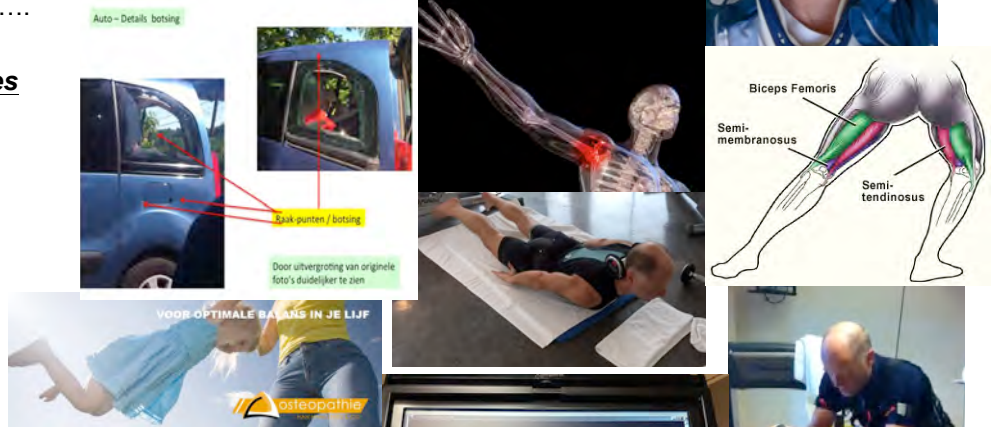 …..
es
Auto – Details botsing
Raak-punten / botsing
Door uitvergroting van originele
foto's duidelijker te zien
Biceps Femoris
Semi-
membranosus
Semi-
tendinosus
VOOR OPTIMALE BALANS IN JE LIJF
osteopathie